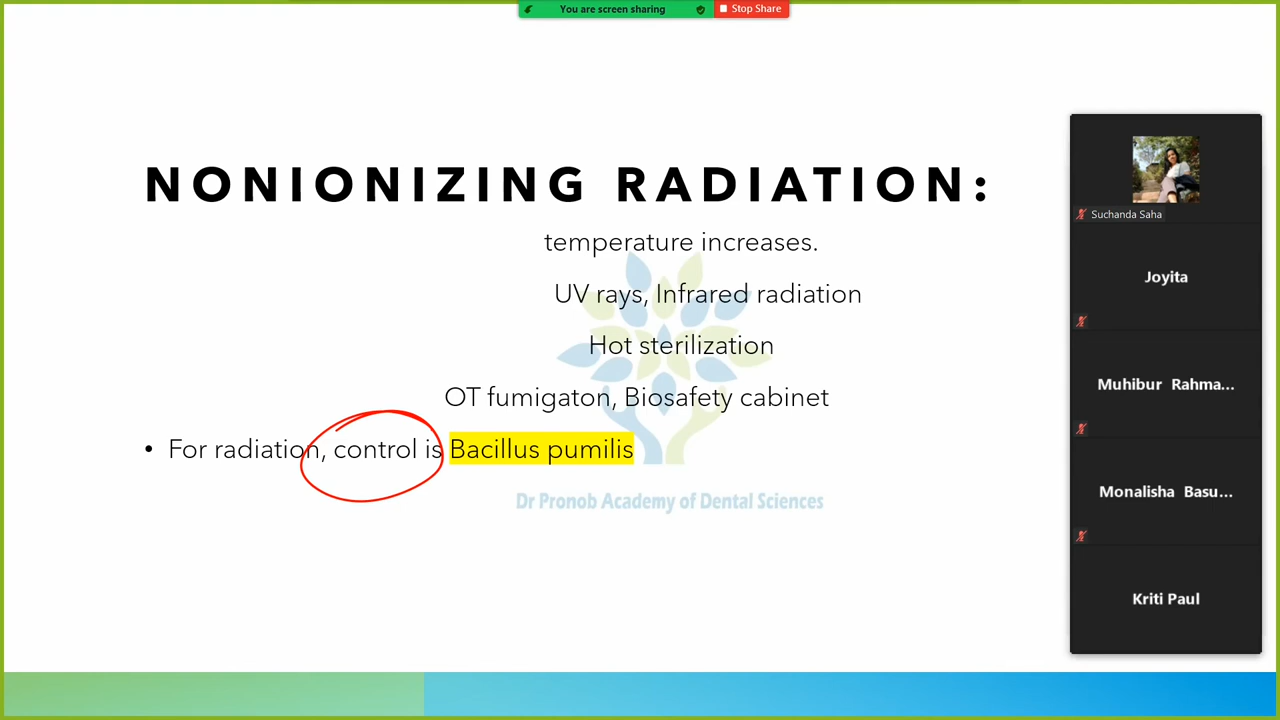 You are screen sharing
Stop Share
NONIONIZING RADIATION:
temperature increases.
UV rays, Infrared radiation
Hot sterilization
OT fumigaton, Biosafety cabinet
• For radiation, control is Bacillus pumilis
Dr Pronob Academy of Dental Sciences
Suchanda Saha
Joyita
Muhibur Rahma...
Monalisha Basu...
Kriti Paul